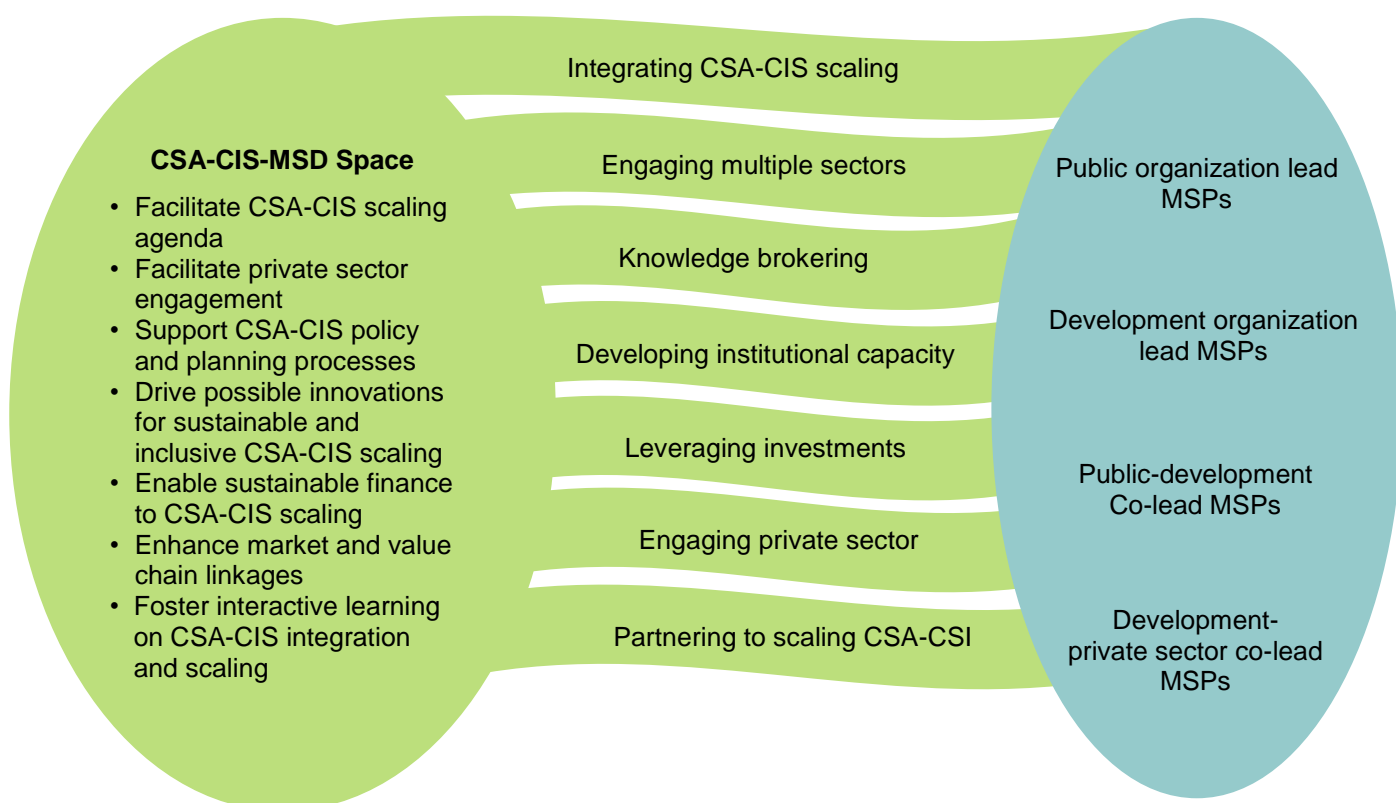 CSA-CIS-MSD Space
• Facilitate CSA-CIS scaling
agenda
• Facilitate private sector
engagement
• Support CSA-CIS policy
and planning processes
• Drive possible innovations
for sustainable and
inclusive CSA-CIS scaling
• Enable sustainable finance
to CSA-CIS scaling
• Enhance market and value
chain linkages
• Foster interactive learning
on CSA-CIS integration
and scaling
Integrating CSA-CIS scaling
Engaging multiple sectors
Knowledge brokering
Developing institutional capacity
Leveraging investments
Engaging private sector
Partnering to scaling CSA-CSI
Public organization lead
MSPs
Development organization
lead MSPs
Public-development
Co-lead MSPs
Development-
private sector co-lead
MSPs